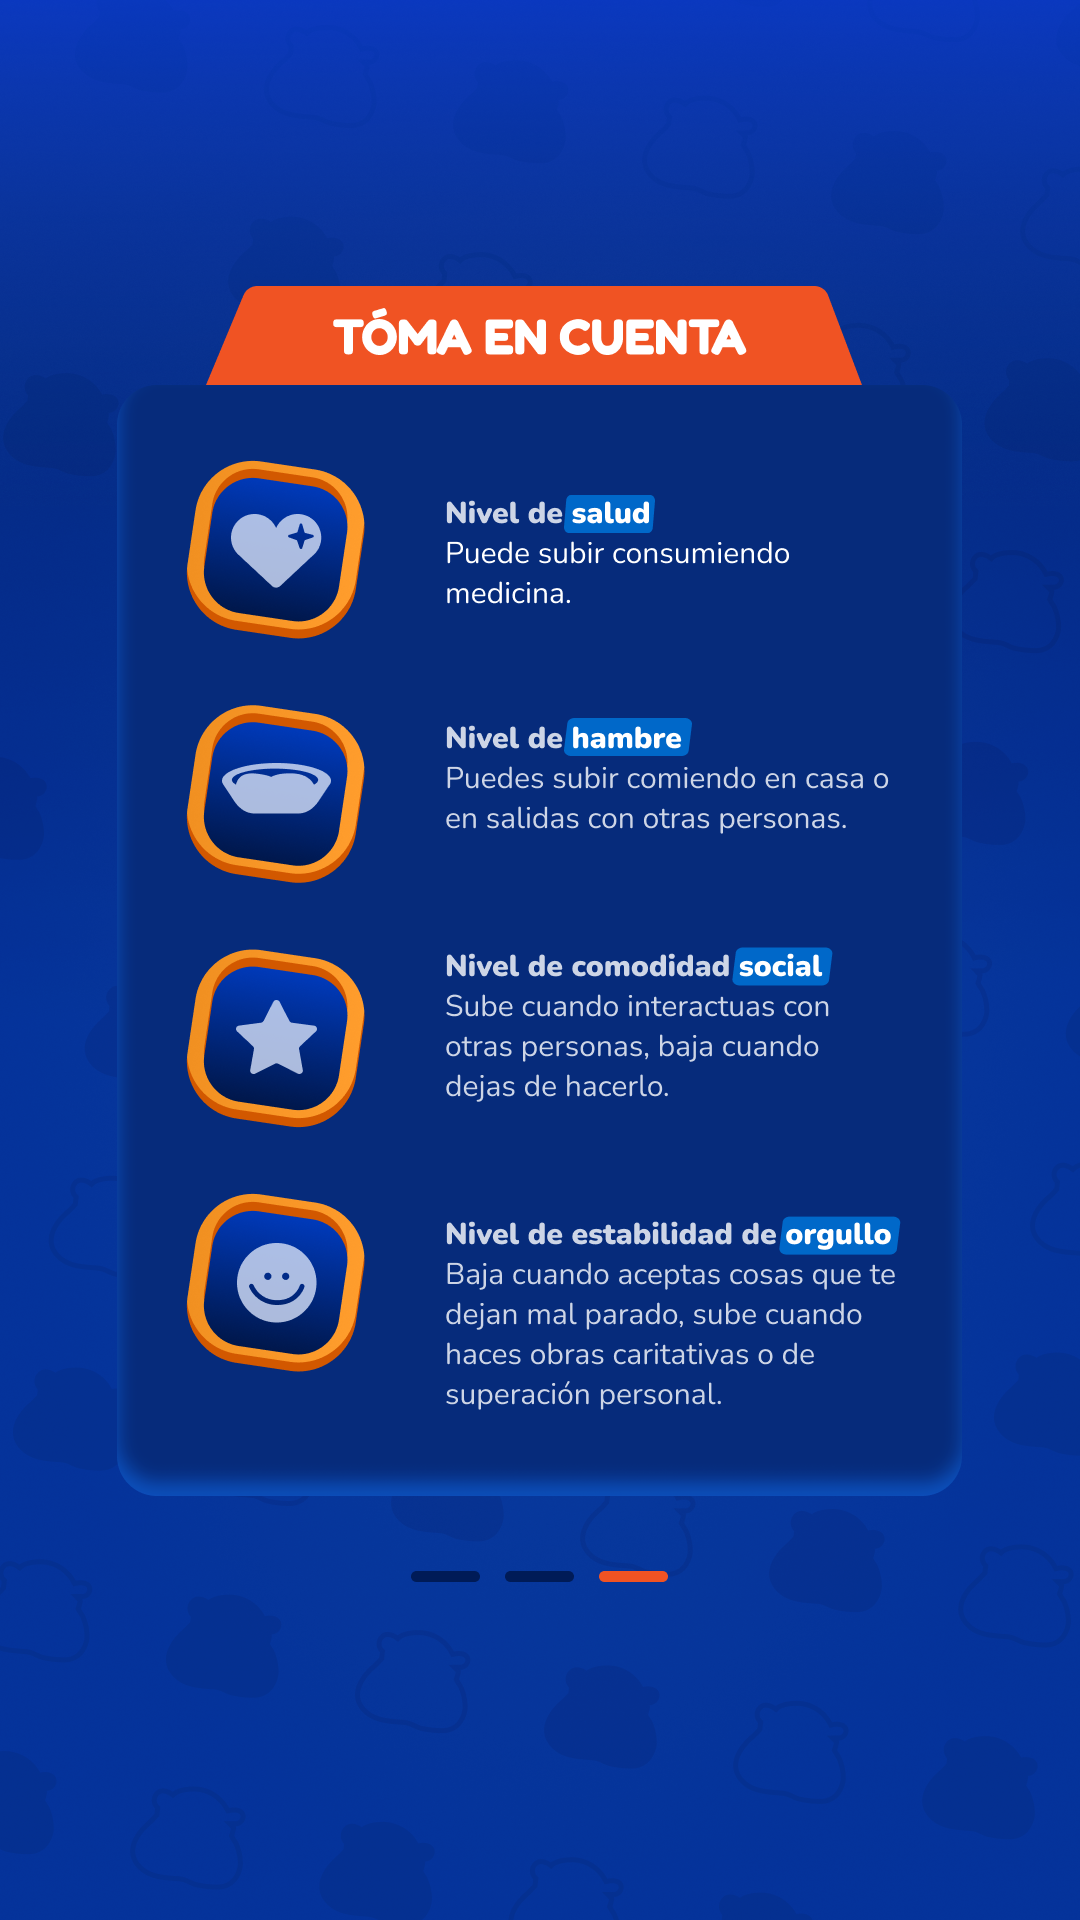 TÓMA EN CUENTA
Nivel de salud
Puede subir consumiendo
medicina.
Nivel de hambre
Puedes subir comiendo en casa o
en salidas con otras personas.
Nivel de comodidad social
Sube cuando interactuas con
otras personas, baja cuando
dejas de hacerlo.
Nivel de estabilidad de orgullo
Baja cuando aceptas cosas que te
dejan mal parado, sube cuando
haces obras caritativas o de
superación personal.